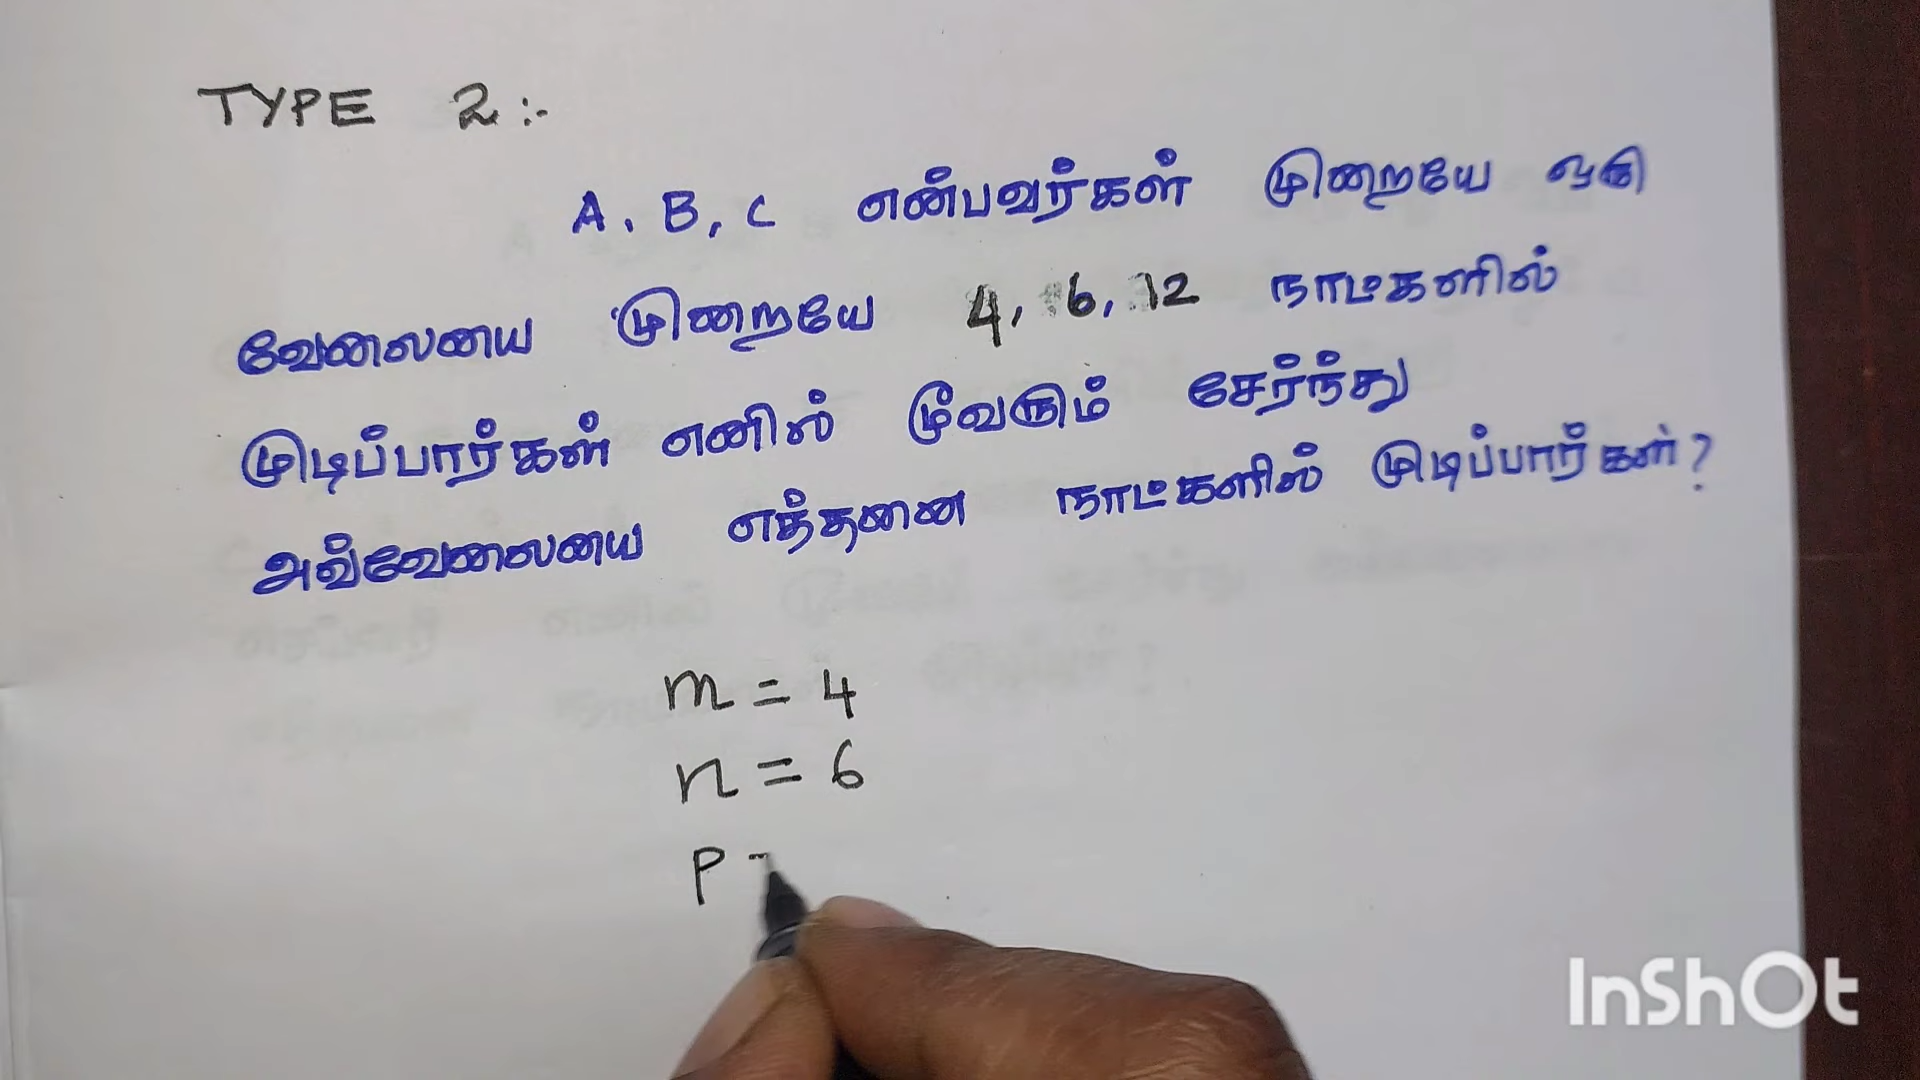 TYPE 2:-
A, B, C என்பவர்கள் முறையே ஒரு
வேலையை முறையே 4, 6, 12 நாட்களில்
முடிப்பார்கள் எனில் மூவரும் சேர்ந்து
அவ்வேலையை எத்தனை நாட்களில் முடிப்பார்கள்?
m = 4
n = 6
P
InShOt